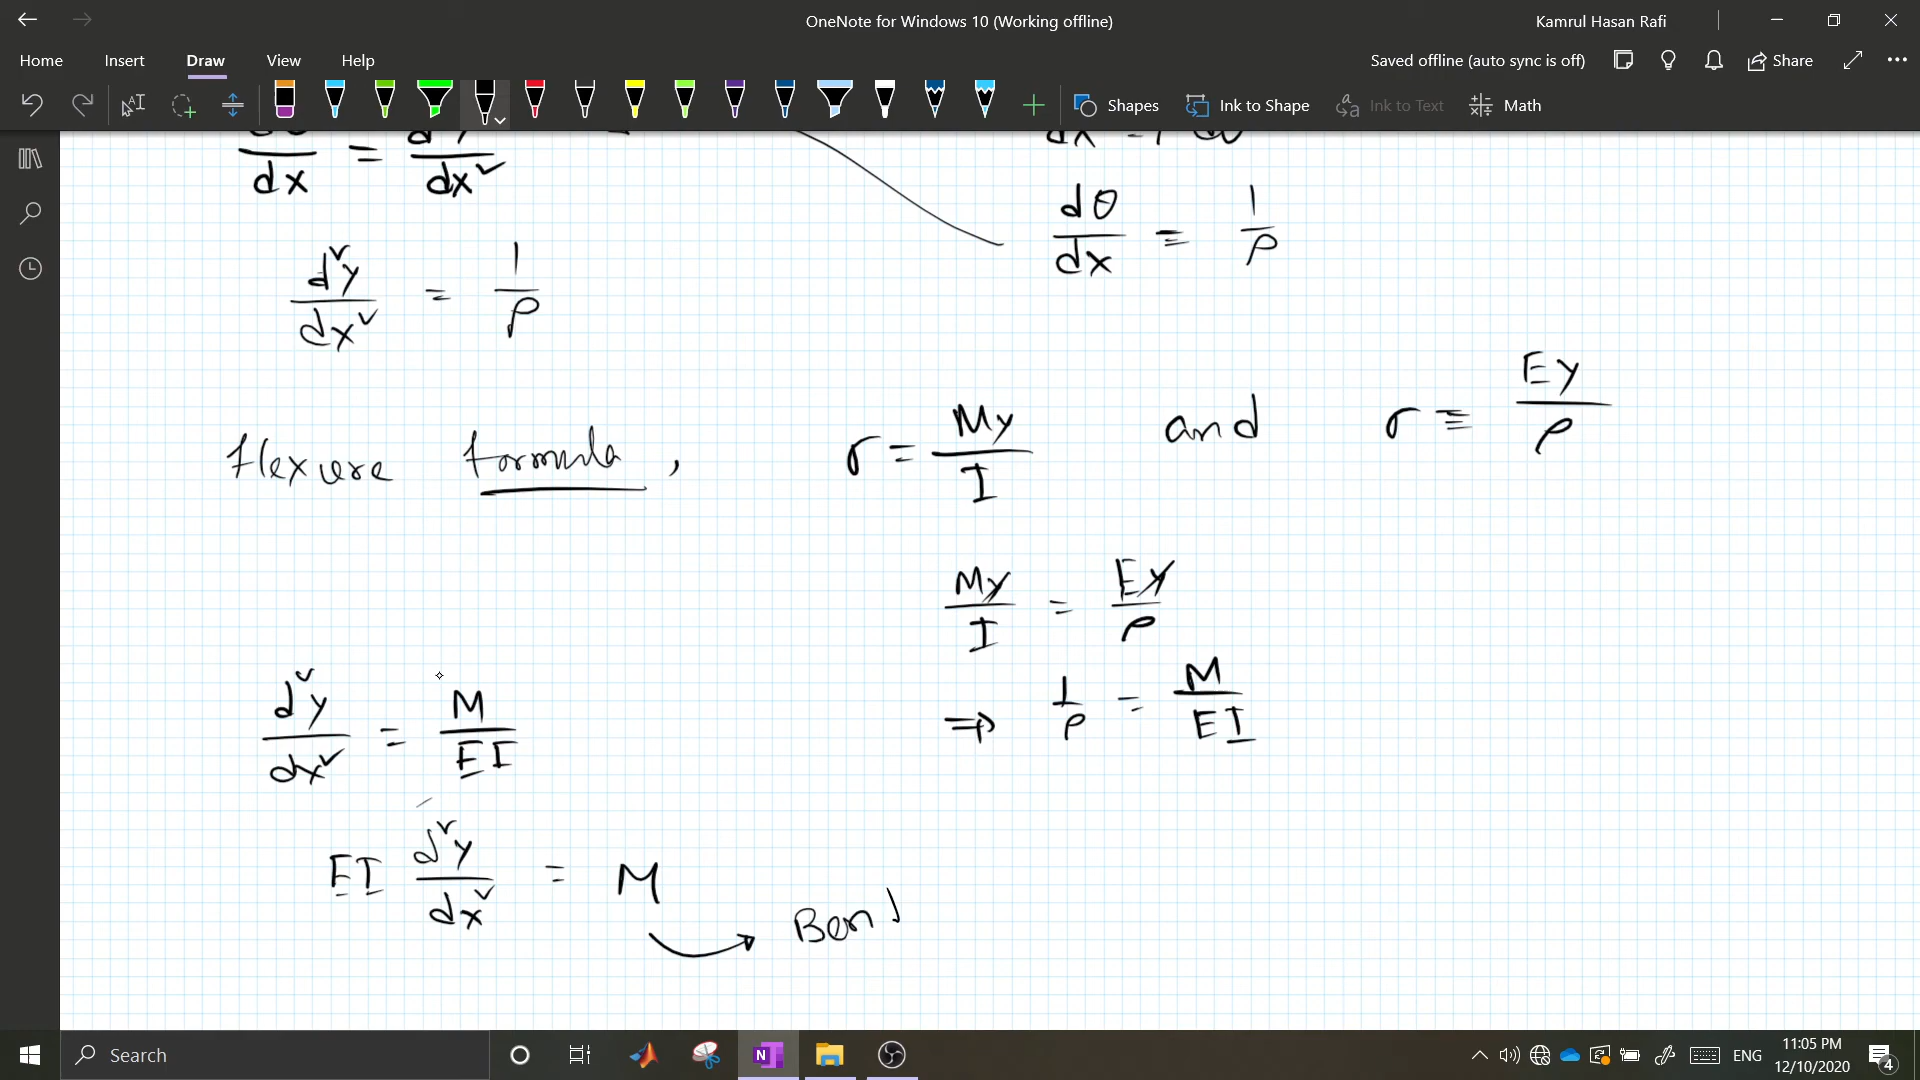 OneNote for Windows 10 (Working offline)
Kamrul Hasan Rafi
Home Insert Draw View Help
Saved offline (auto sync is off) Share
Shapes Ink to Shape Ink to Text Math
dx = dx²
dθ/dx = 1/ρ
d²y/dx² = 1/ρ
flexure formula, σ = My/I and σ = Ey/ρ
My/I = Ey/ρ
⇒ 1/ρ = M/EI
d²y/dx² = M/EI
EI d²y/dx² = M
Ben
Search
ENG
11:05 PM
12/10/2020
4